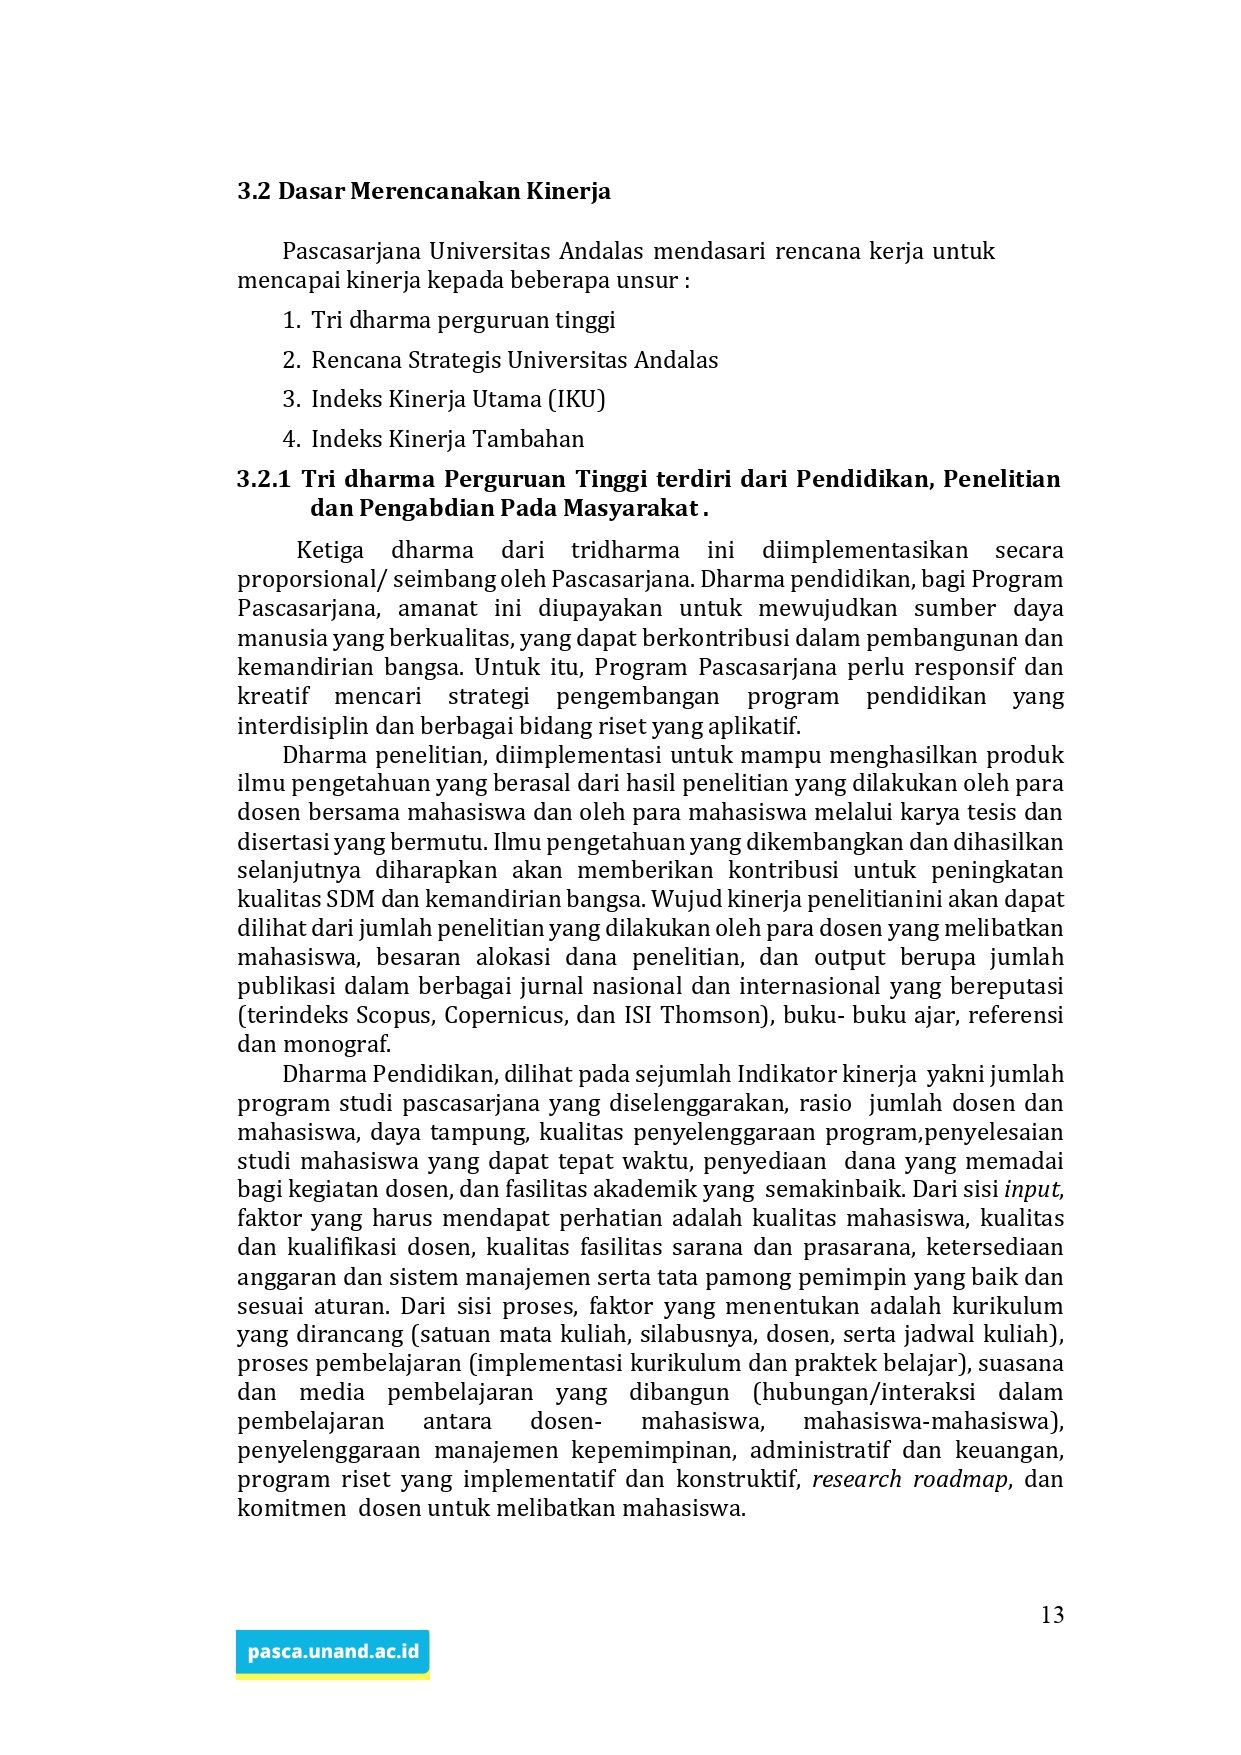 3.2 Dasar Merencanakan Kinerja
Pascasarjana Universitas Andalas mendasari rencana kerja untuk
mencapai kinerja kepada beberapa unsur :
1. Tri dharma perguruan tinggi
2. Rencana Strategis Universitas Andalas
3. Indeks Kinerja Utama (IKU)
4. Indeks Kinerja Tambahan
3.2.1 Tri dharma Perguruan Tinggi terdiri dari Pendidikan, Penelitian
dan Pengabdian Pada Masyarakat .
Ketiga dharma dari tridharma ini diimplementasikan secara
proporsional/ seimbang oleh Pascasarjana. Dharma pendidikan, bagi Program
Pascasarjana, amanat ini diupayakan untuk mewujudkan sumber daya
manusia yang berkualitas, yang dapat berkontribusi dalam pembangunan dan
kemandirian bangsa. Untuk itu, Program Pascasarjana perlu responsif dan
kreatif mencari strategi pengembangan program pendidikan yang
interdisiplin dan berbagai bidang riset yang aplikatif.
Dharma penelitian, diimplementasi untuk mampu menghasilkan produk
ilmu pengetahuan yang berasal dari hasil penelitian yang dilakukan oleh para
dosen bersama mahasiswa dan oleh para mahasiswa melalui karya tesis dan
disertasi yang bermutu. Ilmu pengetahuan yang dikembangkan dan dihasilkan
selanjutnya diharapkan akan memberikan kontribusi untuk peningkatan
kualitas SDM dan kemandirian bangsa. Wujud kinerja penelitianini akan dapat
dilihat dari jumlah penelitian yang dilakukan oleh para dosen yang melibatkan
mahasiswa, besaran alokasi dana penelitian, dan output berupa jumlah
publikasi dalam berbagai jurnal nasional dan internasional yang bereputasi
(terindeks Scopus, Copernicus, dan ISI Thomson), buku- buku ajar, referensi
dan monograf.
Dharma Pendidikan, dilihat pada sejumlah Indikator kinerja yakni jumlah
program studi pascasarjana yang diselenggarakan, rasio jumlah dosen dan
mahasiswa, daya tampung, kualitas penyelenggaraan program,penyelesaian
studi mahasiswa yang dapat tepat waktu, penyediaan dana yang memadai
bagi kegiatan dosen, dan fasilitas akademik yang semakinbaik. Dari sisi input,
faktor yang harus mendapat perhatian adalah kualitas mahasiswa, kualitas
dan kualifikasi dosen, kualitas fasilitas sarana dan prasarana, ketersediaan
anggaran dan sistem manajemen serta tata pamong pemimpin yang baik dan
sesuai aturan. Dari sisi proses, faktor yang menentukan adalah kurikulum
yang dirancang (satuan mata kuliah, silabusnya, dosen, serta jadwal kuliah),
proses pembelajaran (implementasi kurikulum dan praktek belajar), suasana
dan media pembelajaran yang dibangun (hubungan/interaksi dalam
pembelajaran antara dosen- mahasiswa, mahasiswa-mahasiswa),
penyelenggaraan manajemen kepemimpinan, administratif dan keuangan,
program riset yang implementatif dan konstruktif, research roadmap, dan
komitmen dosen untuk melibatkan mahasiswa.
13
pasca.unand.ac.id